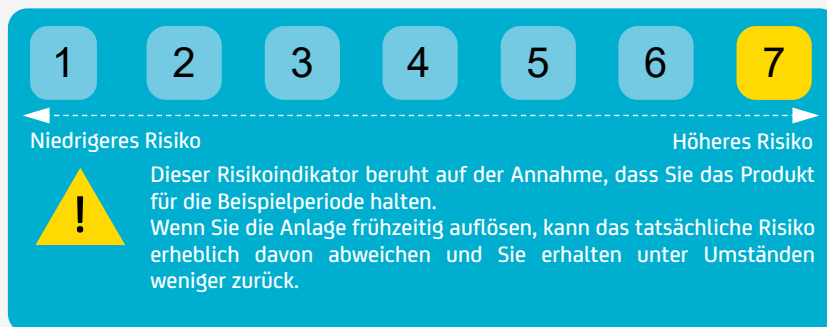 1 2 3 4 5 6 7
Niedrigeres Risiko Höheres Risiko
!
Dieser Risikoindikator beruht auf der Annahme, dass Sie das Produkt
für die Beispielperiode halten.
Wenn Sie die Anlage frühzeitig auflösen, kann das tatsächliche Risiko
erheblich davon abweichen und Sie erhalten unter Umständen
weniger zurück.